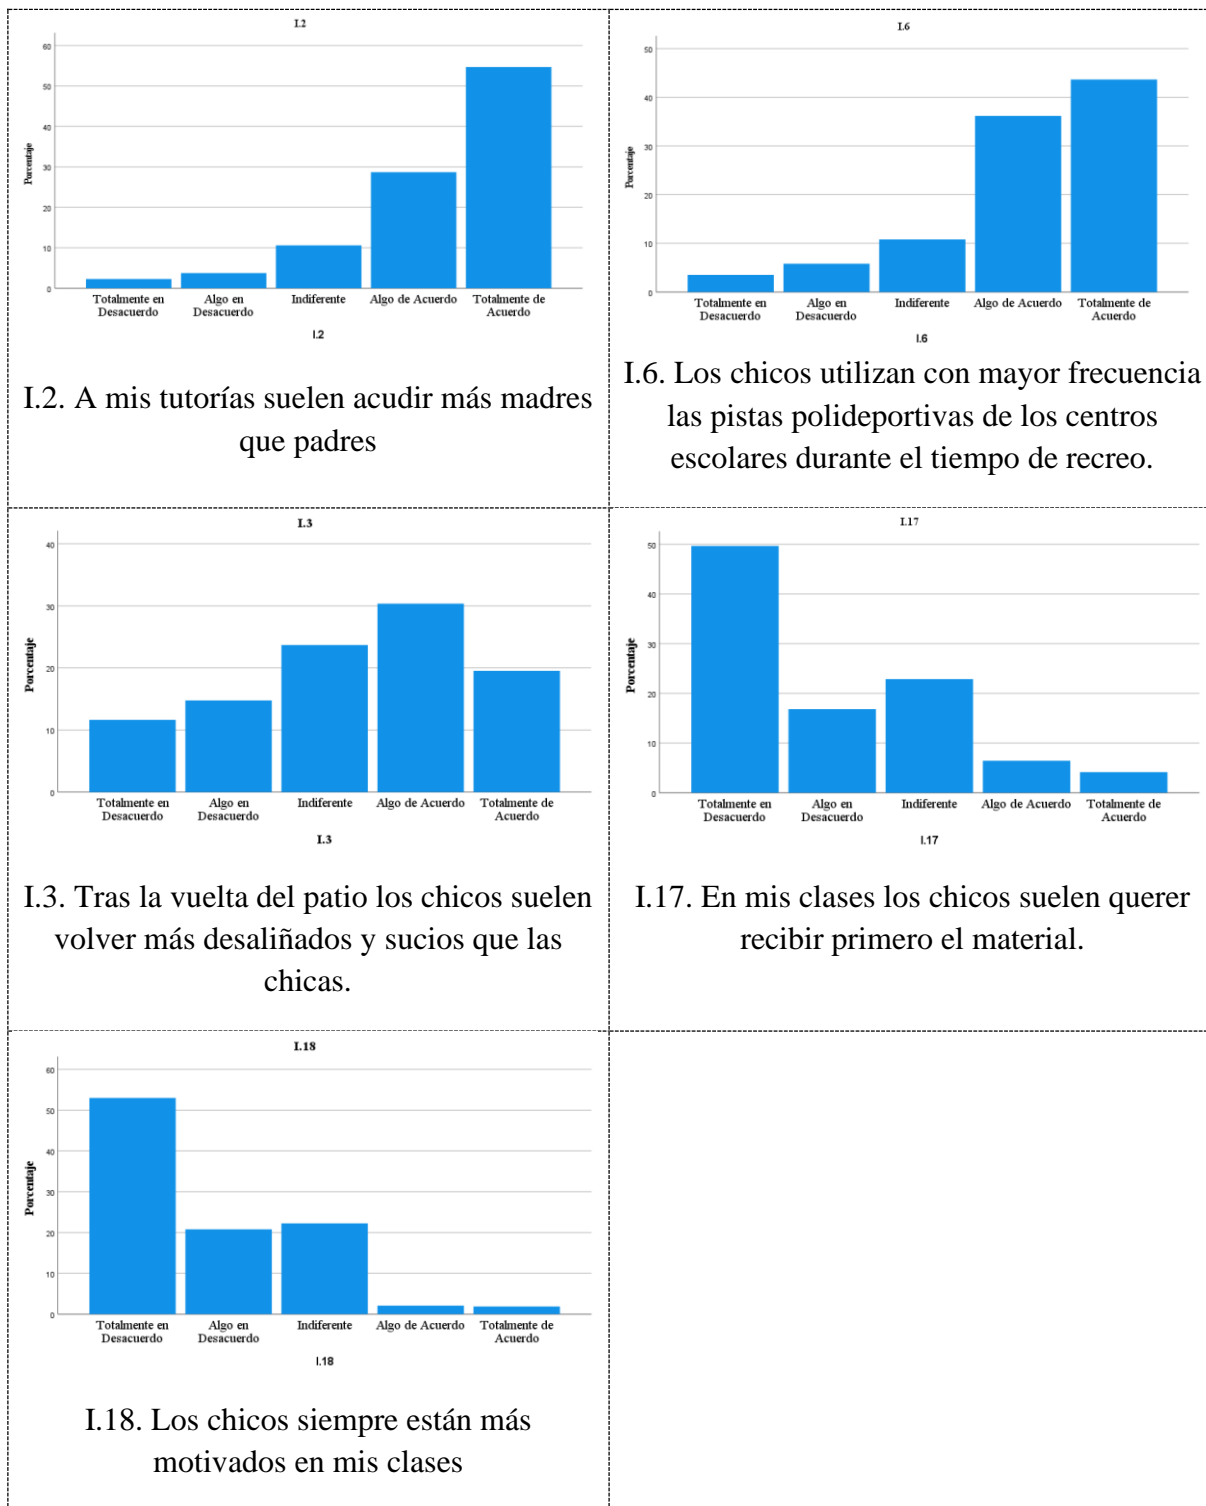 I.2
60
50
40
30
20
10
0
Porcentaje
Totalmente en
Desacuerdo
Algo en
Desacuerdo
Indiferente
Algo de Acuerdo
Totalmente de
Acuerdo
I.2
I.2. A mis tutorías suelen acudir más madres
que padres
I.6
50
40
30
20
10
0
Porcentaje
Totalmente en
Desacuerdo
Algo en
Desacuerdo
Indiferente
Algo de Acuerdo
Totalmente de
Acuerdo
I.6
I.6. Los chicos utilizan con mayor frecuencia
las pistas polideportivas de los centros
escolares durante el tiempo de recreo.
I.3
40
30
20
10
0
Porcentaje
Totalmente en
Desacuerdo
Algo en
Desacuerdo
Indiferente
Algo de Acuerdo
Totalmente de
Acuerdo
I.3
I.3. Tras la vuelta del patio los chicos suelen
volver más desaliñados y sucios que las
chicas.
I.17
50
40
30
20
10
0
Porcentaje
Totalmente en
Desacuerdo
Algo en
Desacuerdo
Indiferente
Algo de Acuerdo
Totalmente de
Acuerdo
I.17
I.17. En mis clases los chicos suelen querer
recibir primero el material.
I.18
60
50
40
30
20
10
0
Porcentaje
Totalmente en
Desacuerdo
Algo en
Desacuerdo
Indiferente
Algo de Acuerdo
Totalmente de
Acuerdo
I.18
I.18. Los chicos siempre están más
motivados en mis clases